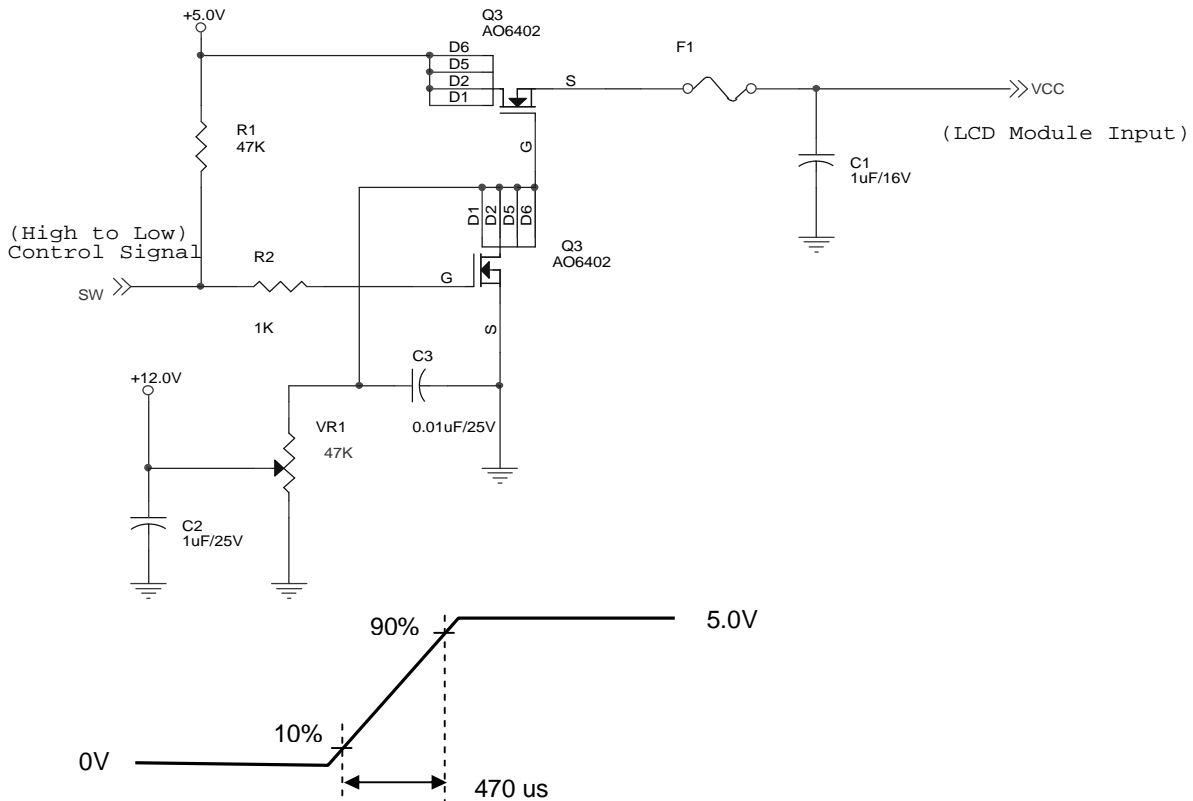 +5.0V
Q3
AO6402
D6
D5
D2
D1
S
G
F1
VCC
(LCD Module Input)
R1
47K
C1
1uF/16V
D1
D2
D5
D6
Q3
AO6402
(High to Low)
Control Signal
SW
R2
1K
G
S
C3
0.01uF/25V
+12.0V
VR1
47K
C2
1uF/25V
90%
5.0V
10%
0V
470 us